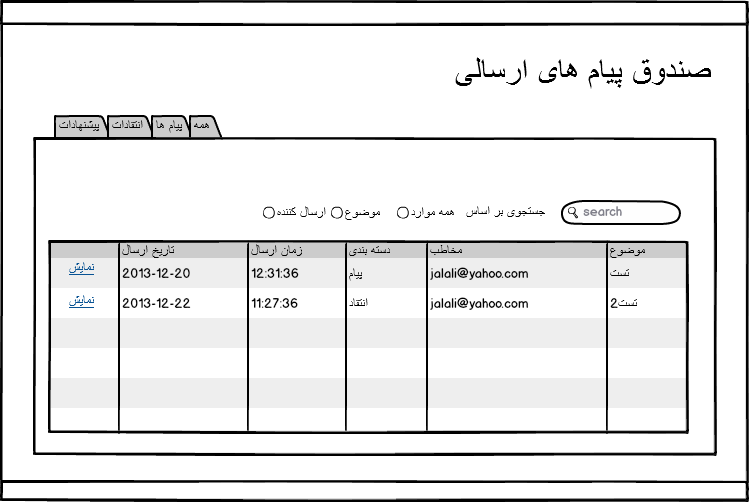 صندوق پیام های ارسالی
همه پیام ها انتقادات پیشنهادات
search جستجوی بر اساس همه موارد موضوع ارسال کننده
موضوع مخاطب دسته بندی زمان ارسال تاریخ ارسال
تست jalali@yahoo.com پیام 12:31:36 2013-12-20 نمایش
تست2 jalali@yahoo.com انتقاد 11:27:36 2013-12-22 نمایش